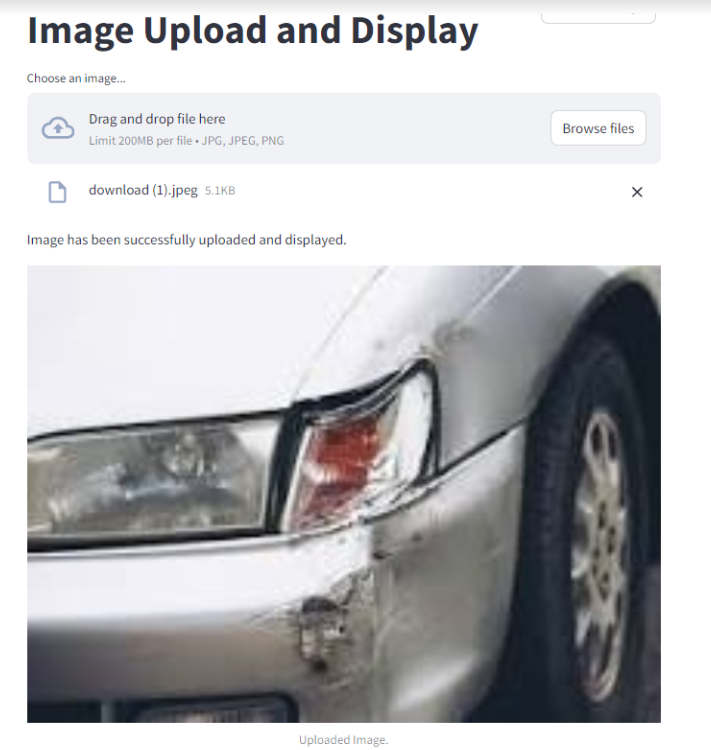 Image Upload and Display
Choose an image...
Drag and drop file here
Limit 200MB per file • JPG, JPEG, PNG
Browse files
download (1).jpeg 5.1KB
Image has been successfully uploaded and displayed.
Uploaded Image.